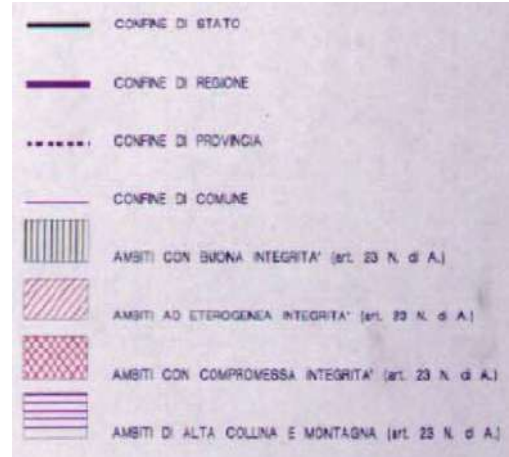 CONFINE DI STATO
CONFINE DI REGIONE
CONFINE DI PROVINCIA
CONFINE DI COMUNE
AMBITI CON BUONA INTEGRITA' (art. 23 N. di A.)
AMBITI AD ETEROGENEA INTEGRITA' (art. 23 N. di A.)
AMBITI CON COMPROMESSA INTEGRITA' (art. 23 N. di A.)
AMBITI DI ALTA COLLINA E MONTAGNA (art. 23 N. di A.)